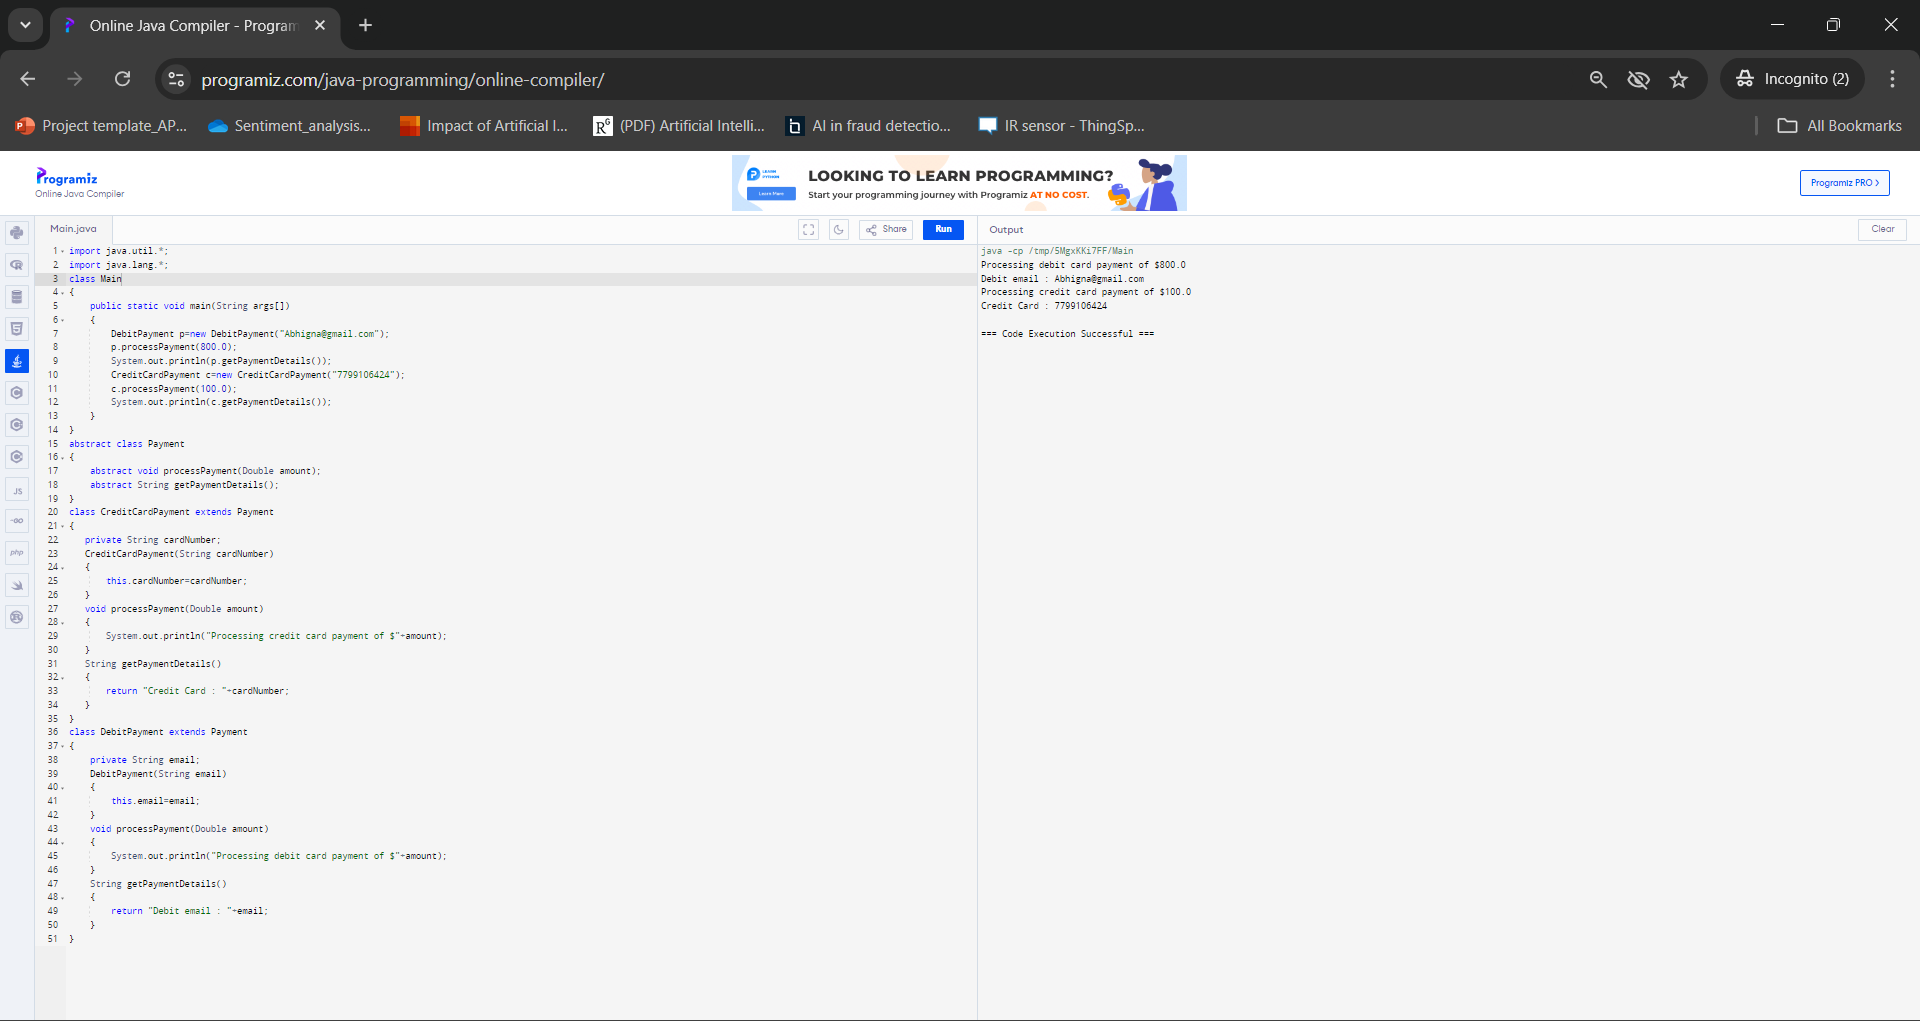 Online Java Compiler - Program
programiz.com/java-programming/online-compiler/
Incognito (2)
Project template_AP...
Sentiment_analysis...
Impact of Artificial I...
(PDF) Artificial Intelli...
AI in fraud detectio...
IR sensor - ThingSp...
All Bookmarks
Programiz
Online Java Compiler
LOOKING TO LEARN PROGRAMMING?
Start your programming journey with Programiz AT NO COST.
Programiz PRO >
Main.java
Share
Run
Output
Clear
1 import java.util.*;
2 import java.lang.*;
3 class Main
4 {
5 public static void main(String args[])
6 {
7 DebitPayment p=new DebitPayment("Abhigna@gmail.com");
8 p.processPayment(800.0);
9 System.out.println(p.getPaymentDetails());
10 CreditCardPayment c=new CreditCardPayment("7799106424");
11 c.processPayment(100.0);
12 System.out.println(c.getPaymentDetails());
13 }
14 }
15 abstract class Payment
16 {
17 abstract void processPayment(Double amount);
18 abstract String getPaymentDetails();
19 }
20 class CreditCardPayment extends Payment
21 {
22 private String cardNumber;
23 CreditCardPayment(String cardNumber)
24 {
25 this.cardNumber=cardNumber;
26 }
27 void processPayment(Double amount)
28 {
29 System.out.println("Processing credit card payment of $"+amount);
30 }
31 String getPaymentDetails()
32 {
33 return "Credit Card : "+cardNumber;
34 }
35 }
36 class DebitPayment extends Payment
37 {
38 private String email;
39 DebitPayment(String email)
40 {
41 this.email=email;
42 }
43 void processPayment(Double amount)
44 {
45 System.out.println("Processing debit card payment of $"+amount);
46 }
47 String getPaymentDetails()
48 {
49 return "Debit email : "+email;
50 }
51 }
java -cp /tmp/5MgxKKi7FF/Main
Processing debit card payment of $800.0
Debit email : Abhigna@gmail.com
Processing credit card payment of $100.0
Credit Card : 7799106424
=== Code Execution Successful ===
JS
GO
php